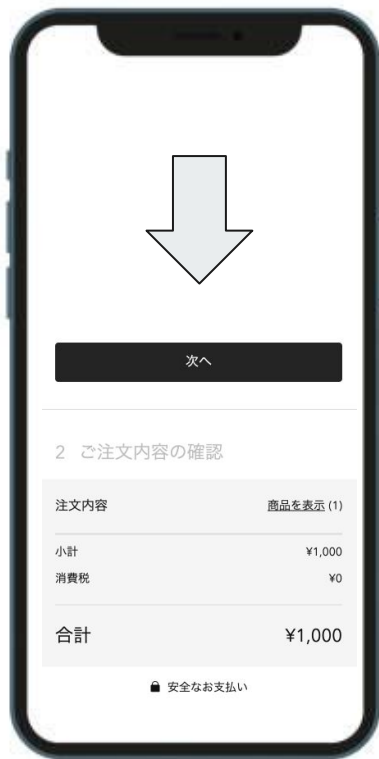 次へ
2 ご注文内容の確認
注文内容 商品を表示 (1)
小計 ¥1,000
消費税 ¥0
合計 ¥1,000
安全なお支払い